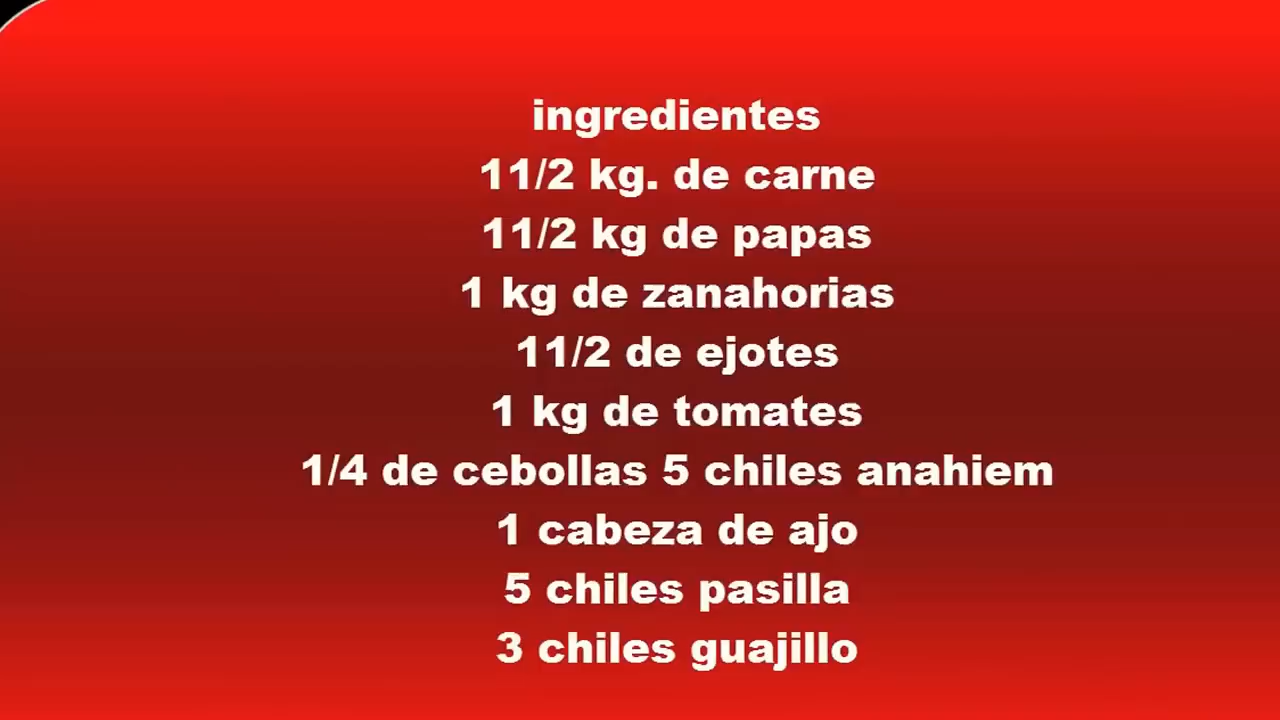 ingredientes
11/2 kg. de carne
11/2 kg de papas
1 kg de zanahorias
11/2 de ejotes
1 kg de tomates
1/4 de cebollas 5 chiles anahiem
1 cabeza de ajo
5 chiles pasilla
3 chiles guajillo